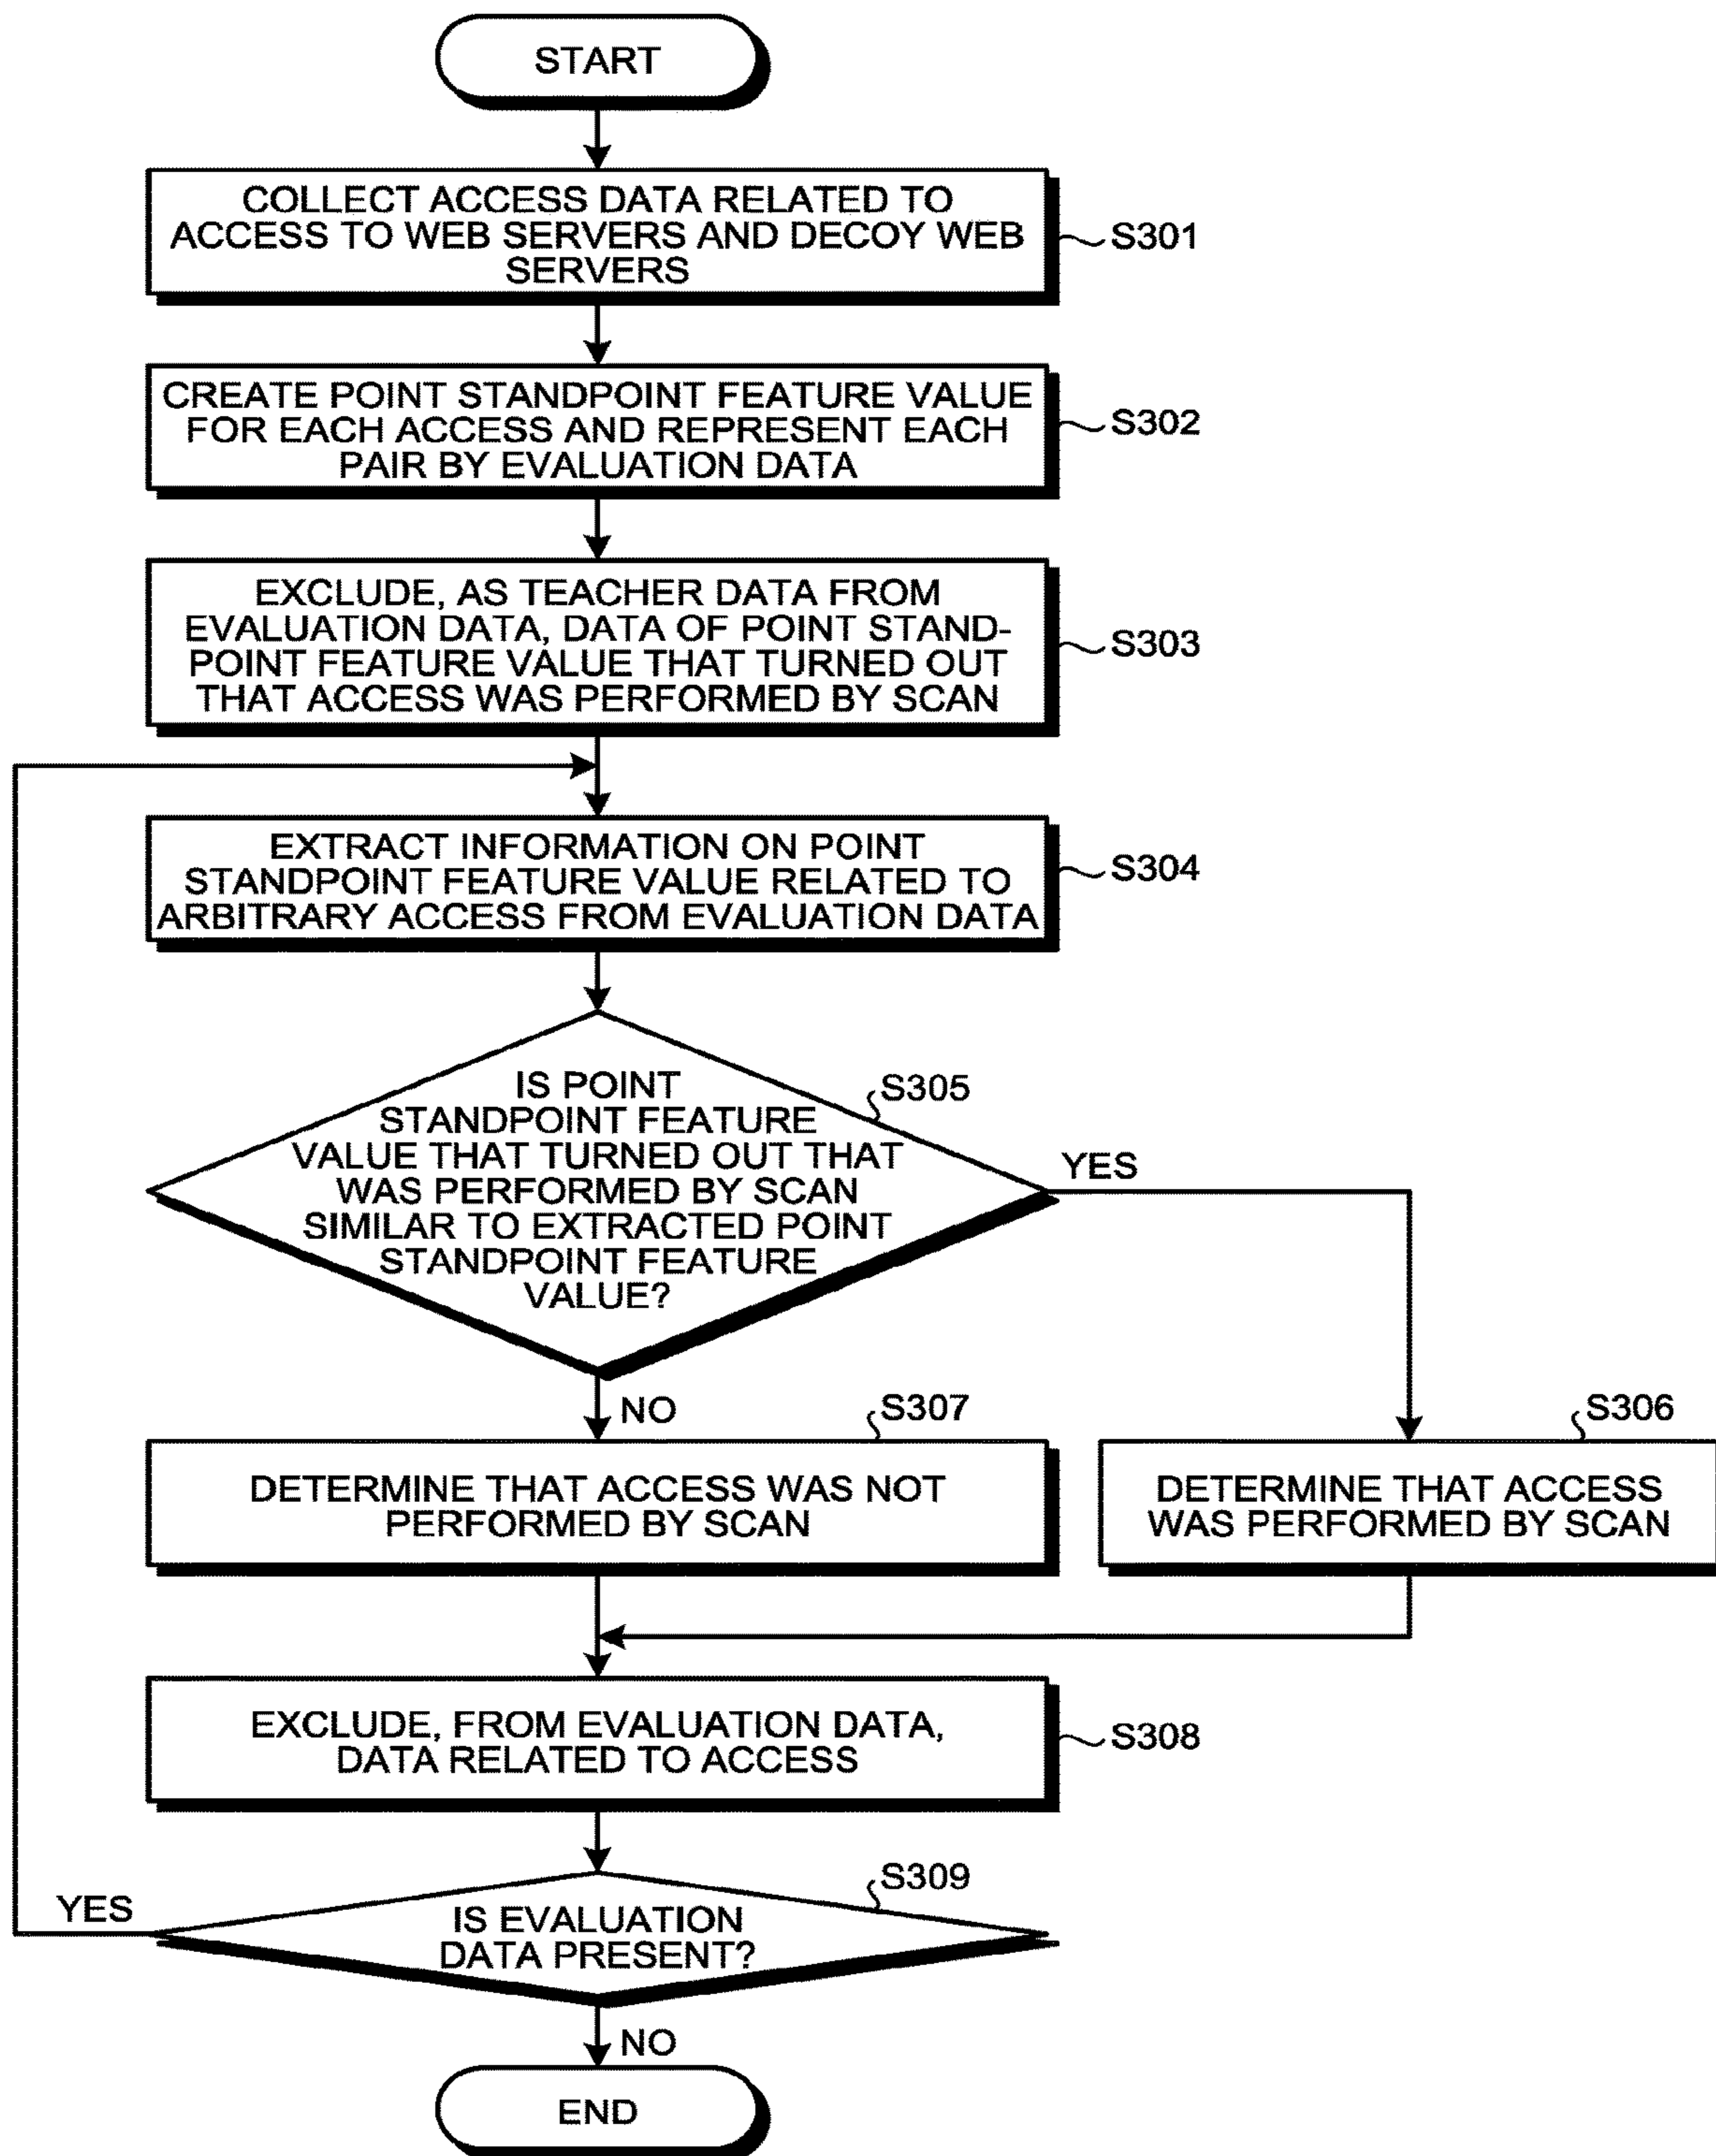 START
COLLECT ACCESS DATA RELATED TO
ACCESS TO WEB SERVERS AND DECOY WEB
SERVERS
S301
CREATE POINT STANDPOINT FEATURE VALUE
FOR EACH ACCESS AND REPRESENT EACH
PAIR BY EVALUATION DATA
S302
EXCLUDE, AS TEACHER DATA FROM
EVALUATION DATA, DATA OF POINT STAND-
POINT FEATURE VALUE THAT TURNED OUT
THAT ACCESS WAS PERFORMED BY SCAN
S303
EXTRACT INFORMATION ON POINT
STANDPOINT FEATURE VALUE RELATED TO
ARBITRARY ACCESS FROM EVALUATION DATA
S304
IS POINT
STANDPOINT FEATURE
VALUE THAT TURNED OUT THAT
WAS PERFORMED BY SCAN
SIMILAR TO EXTRACTED POINT
STANDPOINT FEATURE
VALUE?
S305
YES
NO
S307
DETERMINE THAT ACCESS WAS NOT
PERFORMED BY SCAN
S306
DETERMINE THAT ACCESS
WAS PERFORMED BY SCAN
EXCLUDE, FROM EVALUATION DATA,
DATA RELATED TO ACCESS
S308
S309
YES
IS EVALUATION
DATA PRESENT?
NO
END